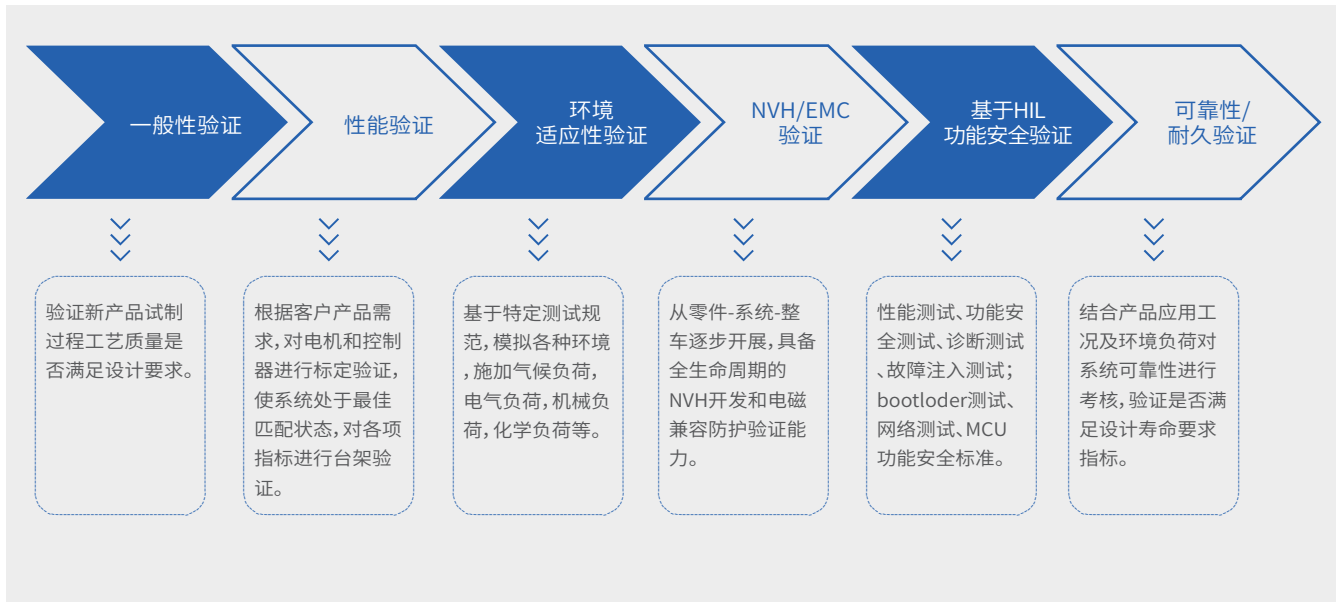 一般性验证
性能验证
环境
适应性验证
NVH/EMC
验证
基于HIL
功能安全验证
可靠性/
耐久验证
验证新产品试制
过程工艺质量是
否满足设计要求。
根据客户产品需
求，对电机和控制
器进行标定验证，
使系统处于最佳
匹配状态，对各项
指标进行台架验
证。
基于特定测试规
范，模拟各种环境
，施加气候负荷，
电气负荷，机械负
荷，化学负荷等。
从零件-系统-整
车逐步开展，具备
全生命周期的
NVH开发和电磁
兼容防护验证能
力。
性能测试、功能安
全测试、诊断测试
、故障注入测试；
bootloder测试、
网络测试、MCU
功能安全标准。
结合产品应用工
况及环境负荷对
系统可靠性进行
考核，验证是否满
足设计寿命要求
指标。